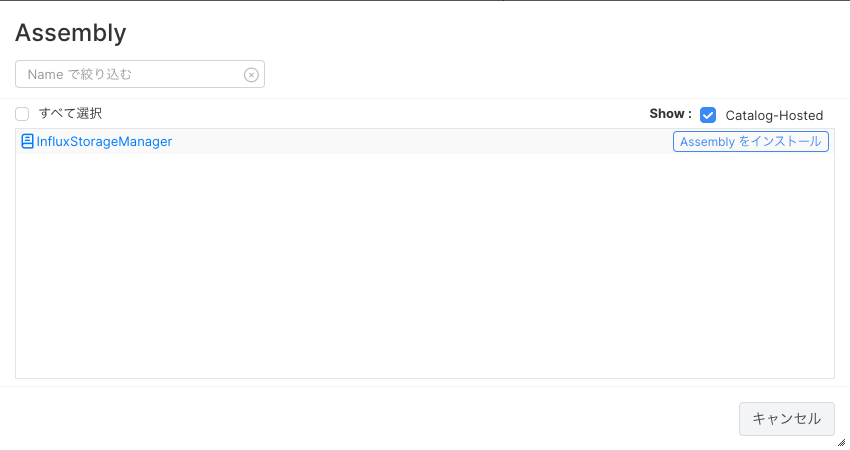 Assembly
Name で絞り込む
すべて選択 Show : Catalog-Hosted
InfluxStorageManager Assembly をインストール
キャンセル